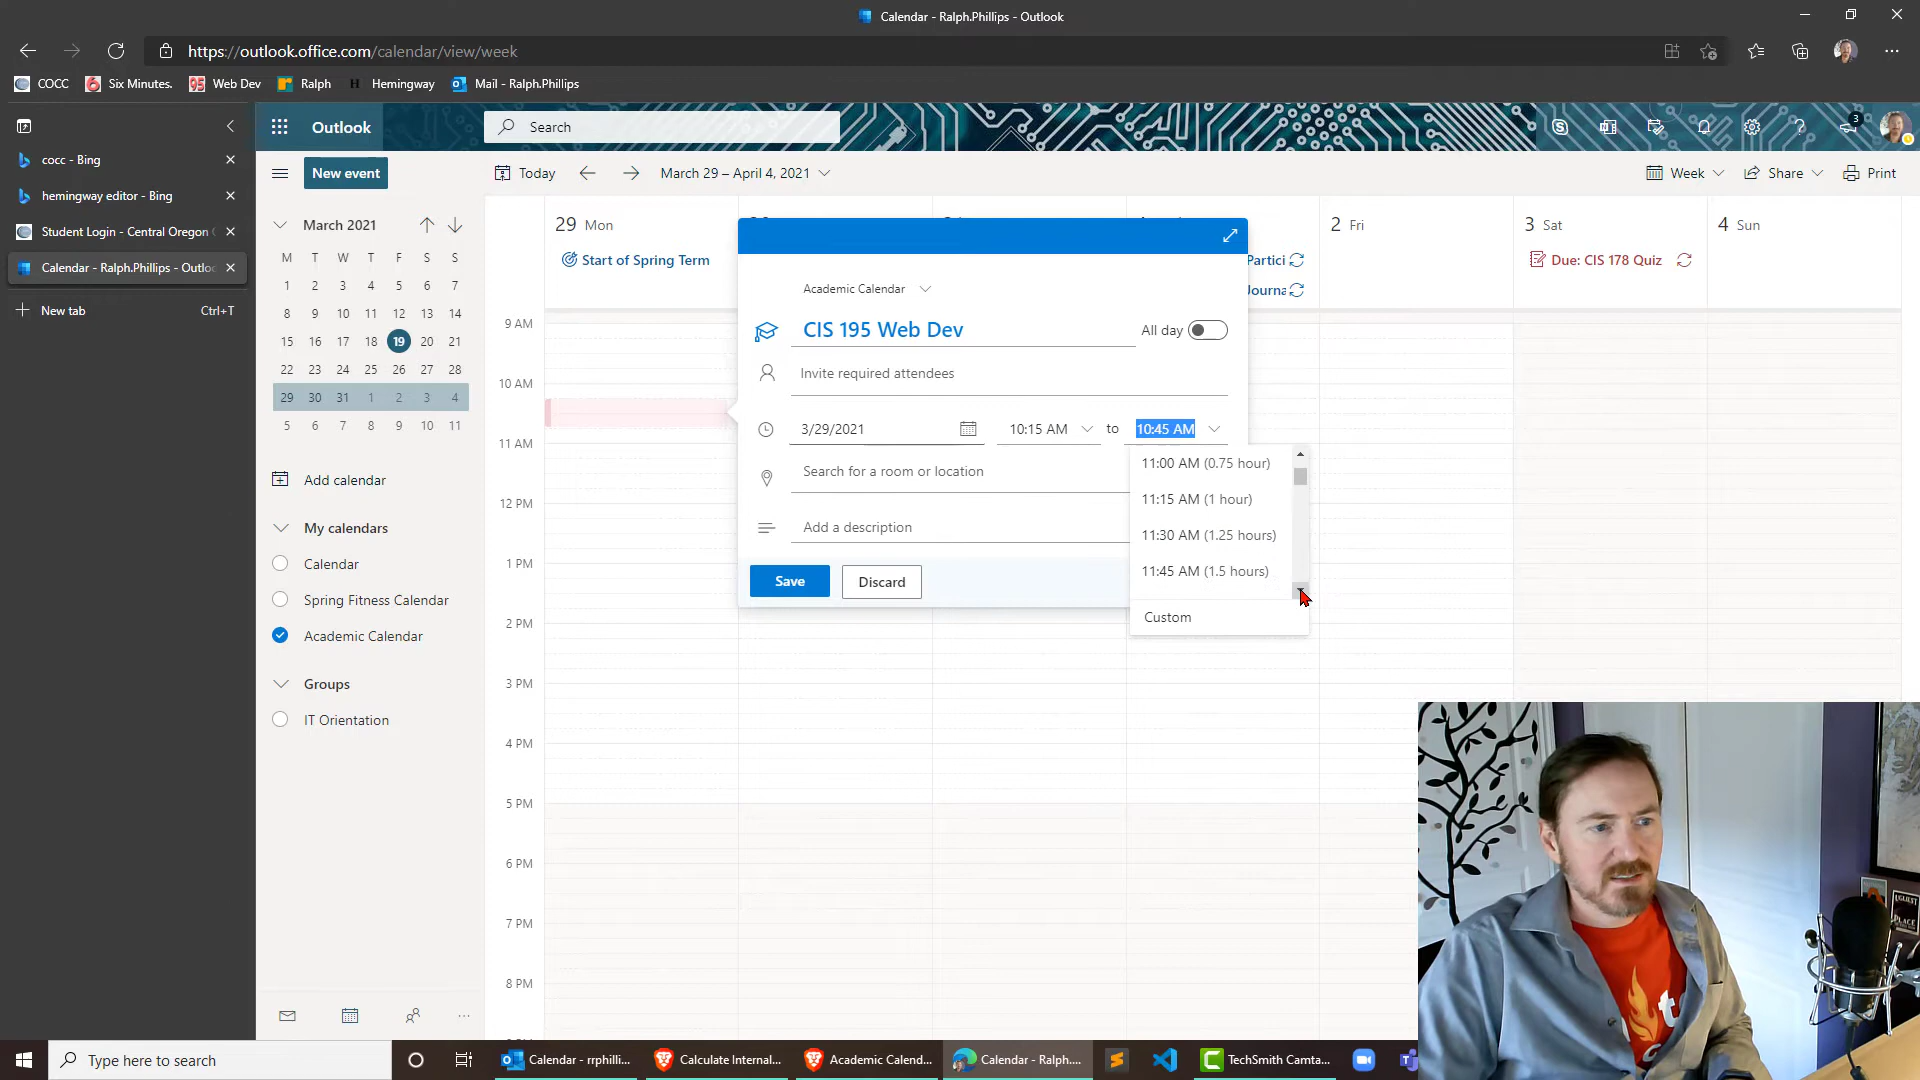 Calendar - Ralph.Phillips - Outlook
https://outlook.office.com/calendar/view/week
COCC Six Minutes. Web Dev Ralph H Hemingway Mail - Ralph.Phillips
cocc - Bing
hemingway editor - Bing
Student Login - Central Oregon
Calendar - Ralph.Phillips - Outlo
New tab Ctrl+T
Outlook Search 3
New event Today March 29 – April 4, 2021 Week Share Print
March 2021
M T W T F S S
1 2 3 4 5 6 7
8 9 10 11 12 13 14
15 16 17 18 19 20 21
22 23 24 25 26 27 28
29 30 31 1 2 3 4
5 6 7 8 9 10 11
Add calendar
My calendars
Calendar
Spring Fitness Calendar
Academic Calendar
Groups
IT Orientation
29 Mon 2 Fri 3 Sat 4 Sun
Start of Spring Term Partici Due: CIS 178 Quiz
Journa
9 AM
10 AM
11 AM
12 PM
1 PM
2 PM
3 PM
4 PM
5 PM
6 PM
7 PM
8 PM
Academic Calendar
CIS 195 Web Dev All day
Invite required attendees
3/29/2021 10:15 AM to 10:45 AM
Search for a room or location
Add a description
Save Discard
11:00 AM (0.75 hour)
11:15 AM (1 hour)
11:30 AM (1.25 hours)
11:45 AM (1.5 hours)
Custom
UGLIEST
PLACE
Type here to search Calendar - rrphilli... Calculate Internal... Academic Calend... Calendar - Ralph.... TechSmith Camta...